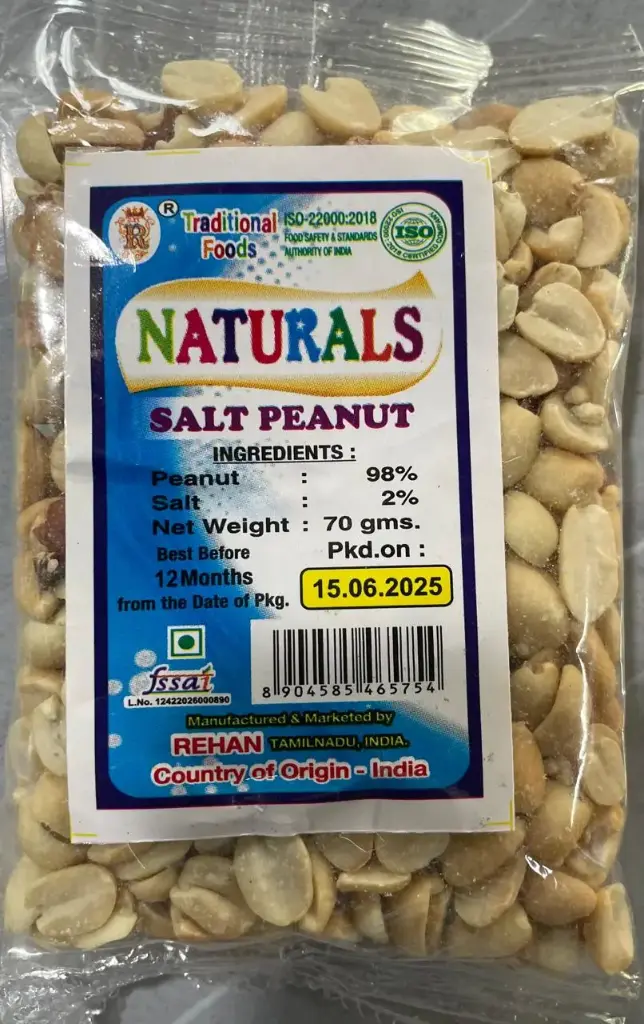 R
®
Traditional
Foods
ISO-22000:2018
FOOD SAFETY & STANDARDS
AUTHORITY OF INDIA
ISO
NATURALS
SALT PEANUT
INGREDIENTS :
Peanut : 98%
Salt : 2%
Net Weight : 70 gms.
Best Before
12 Months
from the Date of Pkg.
Pkd.on :
15.06.2025
fssai
L.No. 12422026000890
8 904585 465754
Manufactured & Marketed by
REHAN TAMILNADU, INDIA.
Country of Origin - India